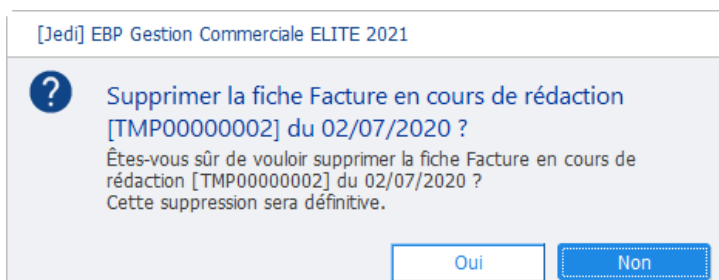 [Jedi] EBP Gestion Commerciale ELITE 2021
?
Supprimer la fiche Facture en cours de rédaction
[TMP00000002] du 02/07/2020 ?
Êtes-vous sûr de vouloir supprimer la fiche Facture en cours de
rédaction [TMP00000002] du 02/07/2020 ?
Cette suppression sera définitive.
Oui Non